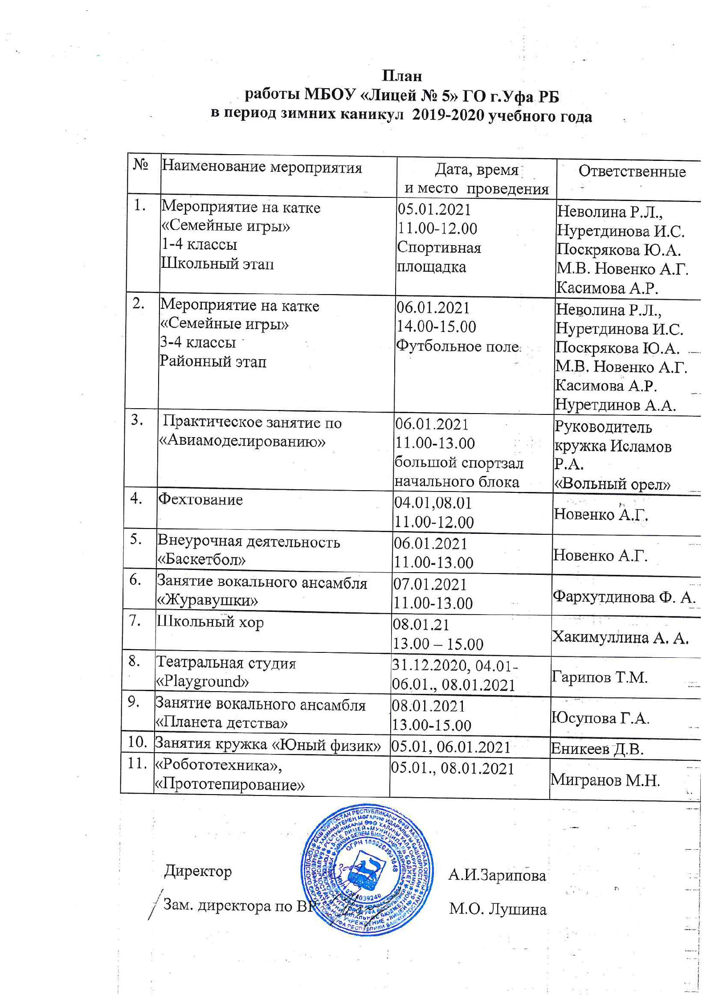 План
работы МБОУ «Лицей № 5» ГО г.Уфа РБ
в период зимних каникул 2019-2020 учебного года
№
Наименование мероприятия
Дата, время
и место проведения
Ответственные
1.
Мероприятие на катке
«Семейные игры»
1-4 классы
Школьный этап
05.01.2021
11.00-12.00
Спортивная
площадка
Неволина Р.Л.,
Нуретдинова И.С.
Поскрякова Ю.А.
М.В. Новенко А.Г.
Касимова А.Р.
2.
Мероприятие на катке
«Семейные игры»
3-4 классы
Районный этап
06.01.2021
14.00-15.00
Футбольное поле
Неволина Р.Л.,
Нуретдинова И.С.
Поскрякова Ю.А.
М.В. Новенко А.Г.
Касимова А.Р.
Нуретдинов А.А.
3.
Практическое занятие по
«Авиамоделированию»
06.01.2021
11.00-13.00
большой спортзал
начального блока
Руководитель
кружка Исламов
Р.А.
«Вольный орел»
4.
Фехтование
04.01,08.01
11.00-12.00
Новенко А.Г.
5.
Внеурочная деятельность
«Баскетбол»
06.01.2021
11.00-13.00
Новенко А.Г.
6.
Занятие вокального ансамбля
«Журавушки»
07.01.2021
11.00-13.00
Фархутдинова Ф. А.
7.
Школьный хор
08.01.21
13.00 – 15.00
Хакимуллина А. А.
8.
Театральная студия
«Playground»
31.12.2020, 04.01-
06.01., 08.01.2021
Гарипов Т.М.
9.
Занятие вокального ансамбля
«Планета детства»
08.01.2021
13.00-15.00
Юсупова Г.А.
10.
Занятия кружка «Юный физик»
05.01, 06.01.2021
Еникеев Д.В.
11.
«Робототехника»,
«Прототепирование»
05.01., 08.01.2021
Мигранов М.Н.
Директор
А.И.Зарипова
Зам. директора по ВР
М.О. Лушина